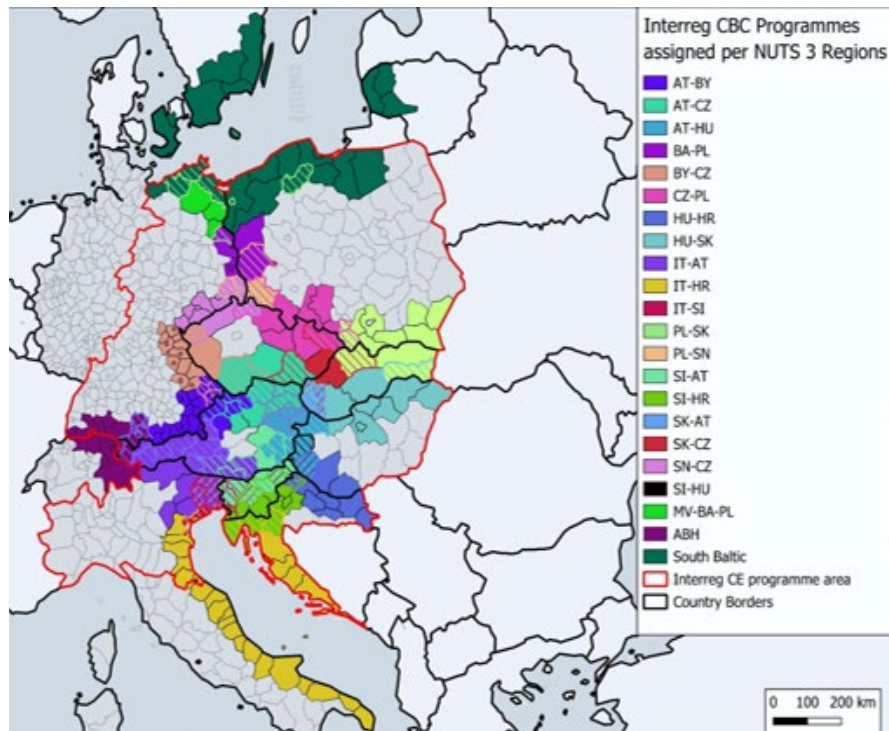 Interreg CBC Programmes
assigned per NUTS 3 Regions
AT-BY
AT-CZ
AT-HU
BA-PL
BY-CZ
CZ-PL
HU-HR
HU-SK
IT-AT
IT-HR
IT-SI
PL-SK
PL-SN
SI-AT
SI-HR
SK-AT
SK-CZ
SN-CZ
SI-HU
MV-BA-PL
ABH
South Baltic
Interreg CE programme area
Country Borders
0 100 200 km